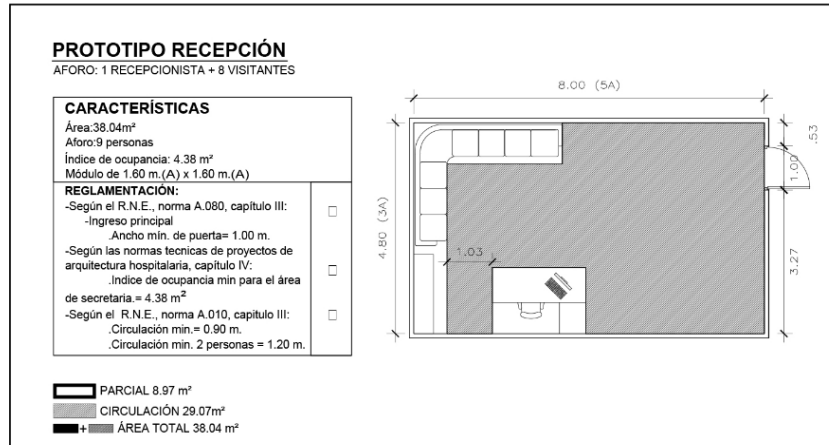 PROTOTIPO RECEPCIÓN
AFORO: 1 RECEPCIONISTA + 8 VISITANTES
CARACTERÍSTICAS
Área:38.04m²
Aforo:9 personas
Índice de ocupancia: 4.38 m²
Módulo de 1.60 m.(A) x 1.60 m.(A)
REGLAMENTACIÓN:
-Según el R.N.E., norma A.080, capítulo III:
-Ingreso principal
.Ancho mín. de puerta= 1.00 m.
-Según las normas tecnicas de proyectos de
arquitectura hospitalaria, capítulo IV:
.Indice de ocupancia min para el área
de secretaria.= 4.38 m²
-Según el R.N.E., norma A.010, capitulo III:
.Circulación min.= 0.90 m.
.Circulación min. 2 personas = 1.20 m.
PARCIAL 8.97 m²
CIRCULACIÓN 29.07m²
+ ÁREA TOTAL 38.04 m²
8.00 (5A)
.53
1.00
3.27
4.80 (3A)
1.03